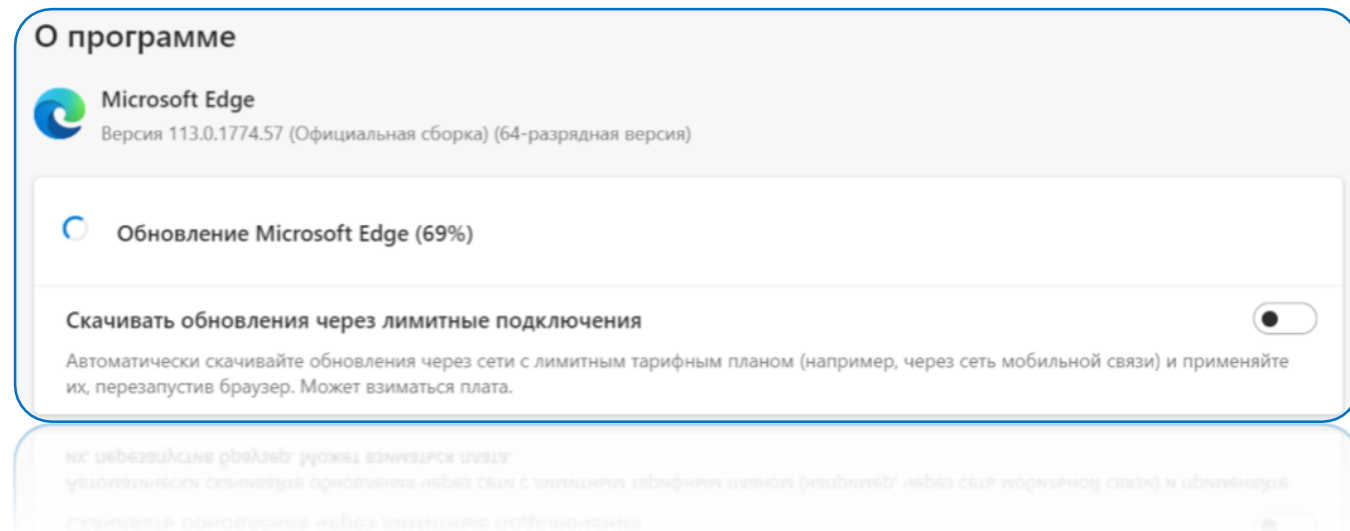 О программе
Microsoft Edge
Версия 113.0.1774.57 (Официальная сборка) (64-разрядная версия)
Обновление Microsoft Edge (69%)
Скачивать обновления через лимитные подключения
Автоматически скачивайте обновления через сети с лимитным тарифным планом (например, через сеть мобильной связи) и применяйте
их, перезапустив браузер. Может взиматься плата.